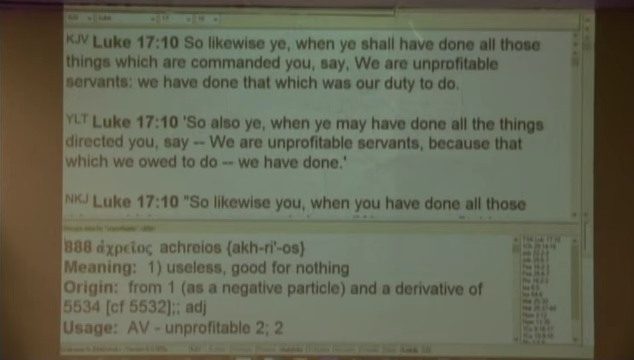 KJV Luke 17:10 So likewise ye, when ye shall have done all those
things which are commanded you, say, We are unprofitable
servants: we have done that which was our duty to do.
YLT Luke 17:10 'So also ye, when ye may have done all the things
directed you, say -- We are unprofitable servants, because that
which we owed to do -- we have done.'
NKJ Luke 17:10 "So likewise you, when you have done all those
888 ἀχρεῖος achreios {akh-ri'-os}
Meaning: 1) useless, good for nothing
Origin: from 1 (as a negative particle) and a derivative of
5534 [cf 5532];; adj
Usage: AV - unprofitable 2; 2